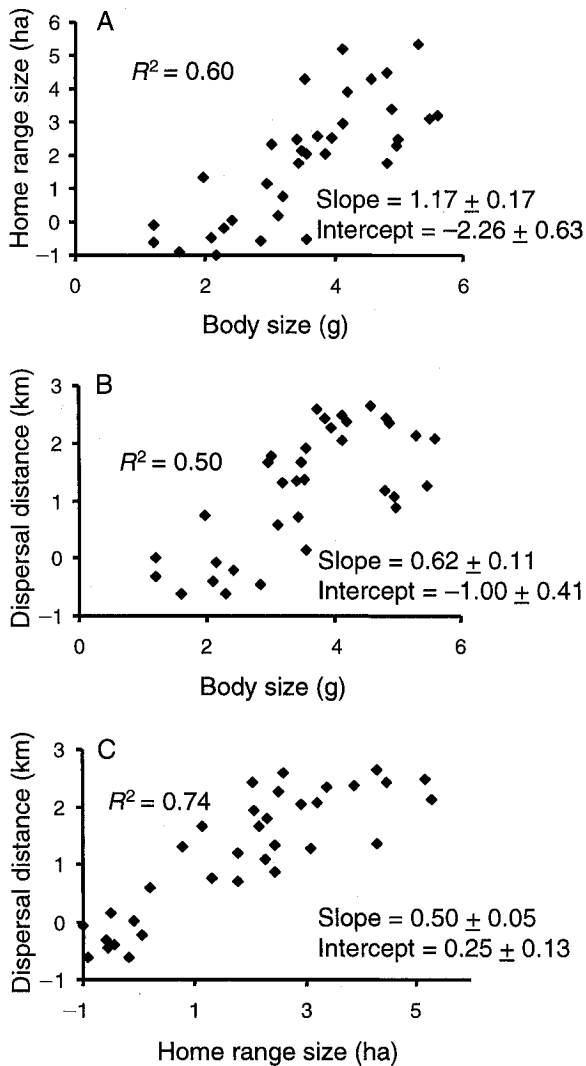 A
Home range size (ha)
6
5
4
3
2
1
0
−1
R² = 0.60
Slope = 1.17 ± 0.17
Intercept = −2.26 ± 0.63
0 2 4 6
Body size (g)
B
Dispersal distance (km)
3
2
1
0
−1
R² = 0.50
Slope = 0.62 ± 0.11
Intercept = −1.00 ± 0.41
0 2 4 6
Body size (g)
C
Dispersal distance (km)
3
2
1
0
−1
R² = 0.74
Slope = 0.50 ± 0.05
Intercept = 0.25 ± 0.13
−1 1 3 5
Home range size (ha)